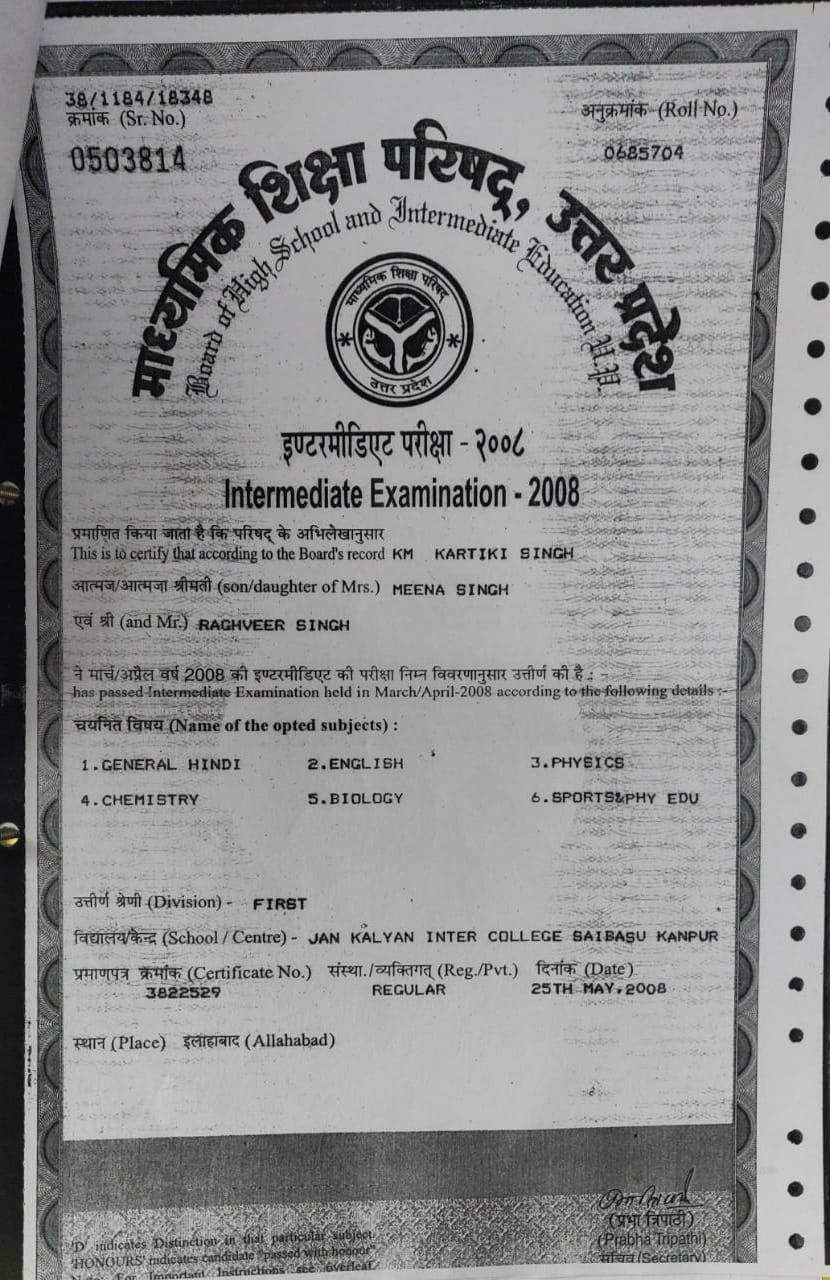 38/1184/18348
क्रमांक (Sr. No.)
0503814
अनुक्रमांक (Roll No.)
0685704
माध्यमिक शिक्षा परिषद्, उत्तर प्रदेश
Board of High School and Intermediate Education U.P.
माध्यमिक शिक्षा परिषद्
उत्तर प्रदेश
इण्टरमीडिएट परीक्षा - २००८
Intermediate Examination - 2008
प्रमाणित किया जाता है कि परिषद् के अभिलेखानुसार
This is to certify that according to the Board's record KM KARTIKI SINGH
आत्मज/आत्मजा श्रीमती (son/daughter of Mrs.) MEENA SINGH
एवं श्री (and Mr.) RAGHVEER SINGH
ने मार्च/अप्रैल वर्ष 2008 की इण्टरमीडिएट की परीक्षा निम्न विवरणानुसार उत्तीर्ण की है : -
has passed Intermediate Examination held in March/April-2008 according to the following details :-
चयनित विषय (Name of the opted subjects) :
1.GENERAL HINDI 2.ENGLISH 3.PHYSICS
4.CHEMISTRY 5.BIOLOGY 6.SPORTS&PHY EDU
उत्तीर्ण श्रेणी (Division) - FIRST
विद्यालय/केन्द्र (School / Centre) - JAN KALYAN INTER COLLEGE SAIBASU KANPUR
प्रमाणपत्र क्रमांक (Certificate No.) संस्था./व्यक्तिगत् (Reg./Pvt.) दिनांक (Date)
3822529 REGULAR 25TH MAY,2008
स्थान (Place) इलाहाबाद (Allahabad)
(प्रभा त्रिपाठी)
(Prabha Tripathi)
सचिव (Secretary)
'D' indicates Distinction in that particular subject
'HONOURS' indicates candidate "passed with honour"
Note: For Important Instructions see overleaf.